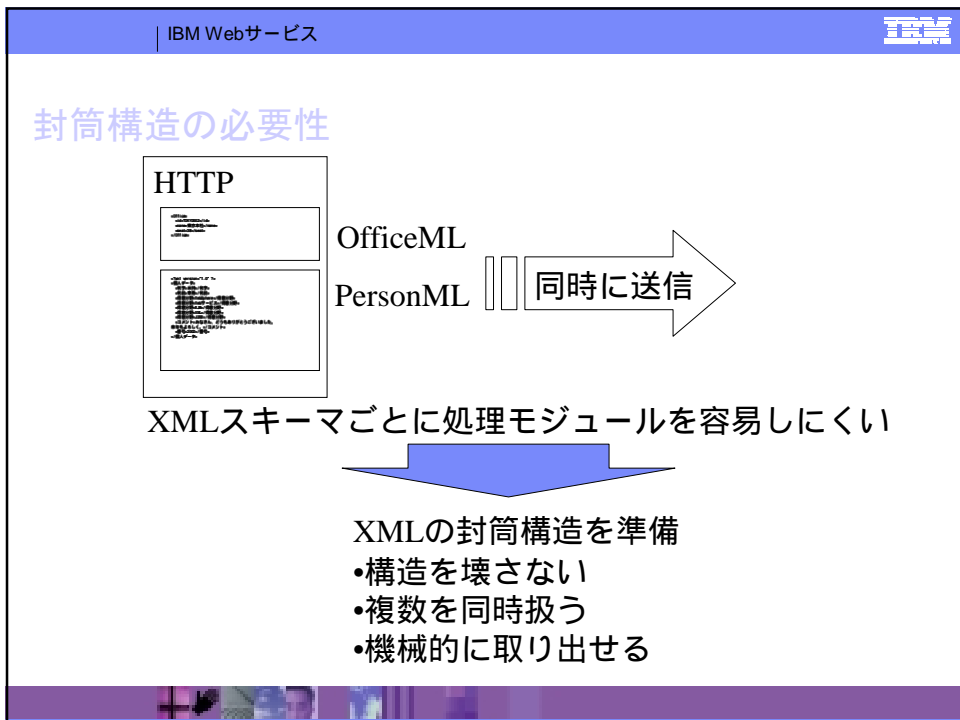 IBM Webサービス
IBM
封筒構造の必要性
HTTP
OfficeML
PersonML
同時に送信
XMLスキーマごとに処理モジュールを容易しにくい
XMLの封筒構造を準備
•構造を壊さない
•複数を同時扱う
•機械的に取り出せる